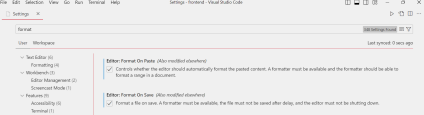 File Edit Selection View Go Run Terminal Help
Settings - frontend - Visual Studio Code
Settings ×
format
User Workspace
Last synced: 0 secs ago
Text Editor (6)
Formatting (4)
Workbench (3)
Editor Management (2)
Screencast Mode (1)
Features (9)
Accessibility (6)
Terminal (1)
Editor: Format On Paste (Also modified elsewhere)
Controls whether the editor should automatically format the pasted content. A formatter must be available and the formatter should be able to
format a range in a document.
Editor: Format On Save (Also modified elsewhere)
Format a file on save. A formatter must be available, the file must not be saved after delay, and the editor must not be shutting down.